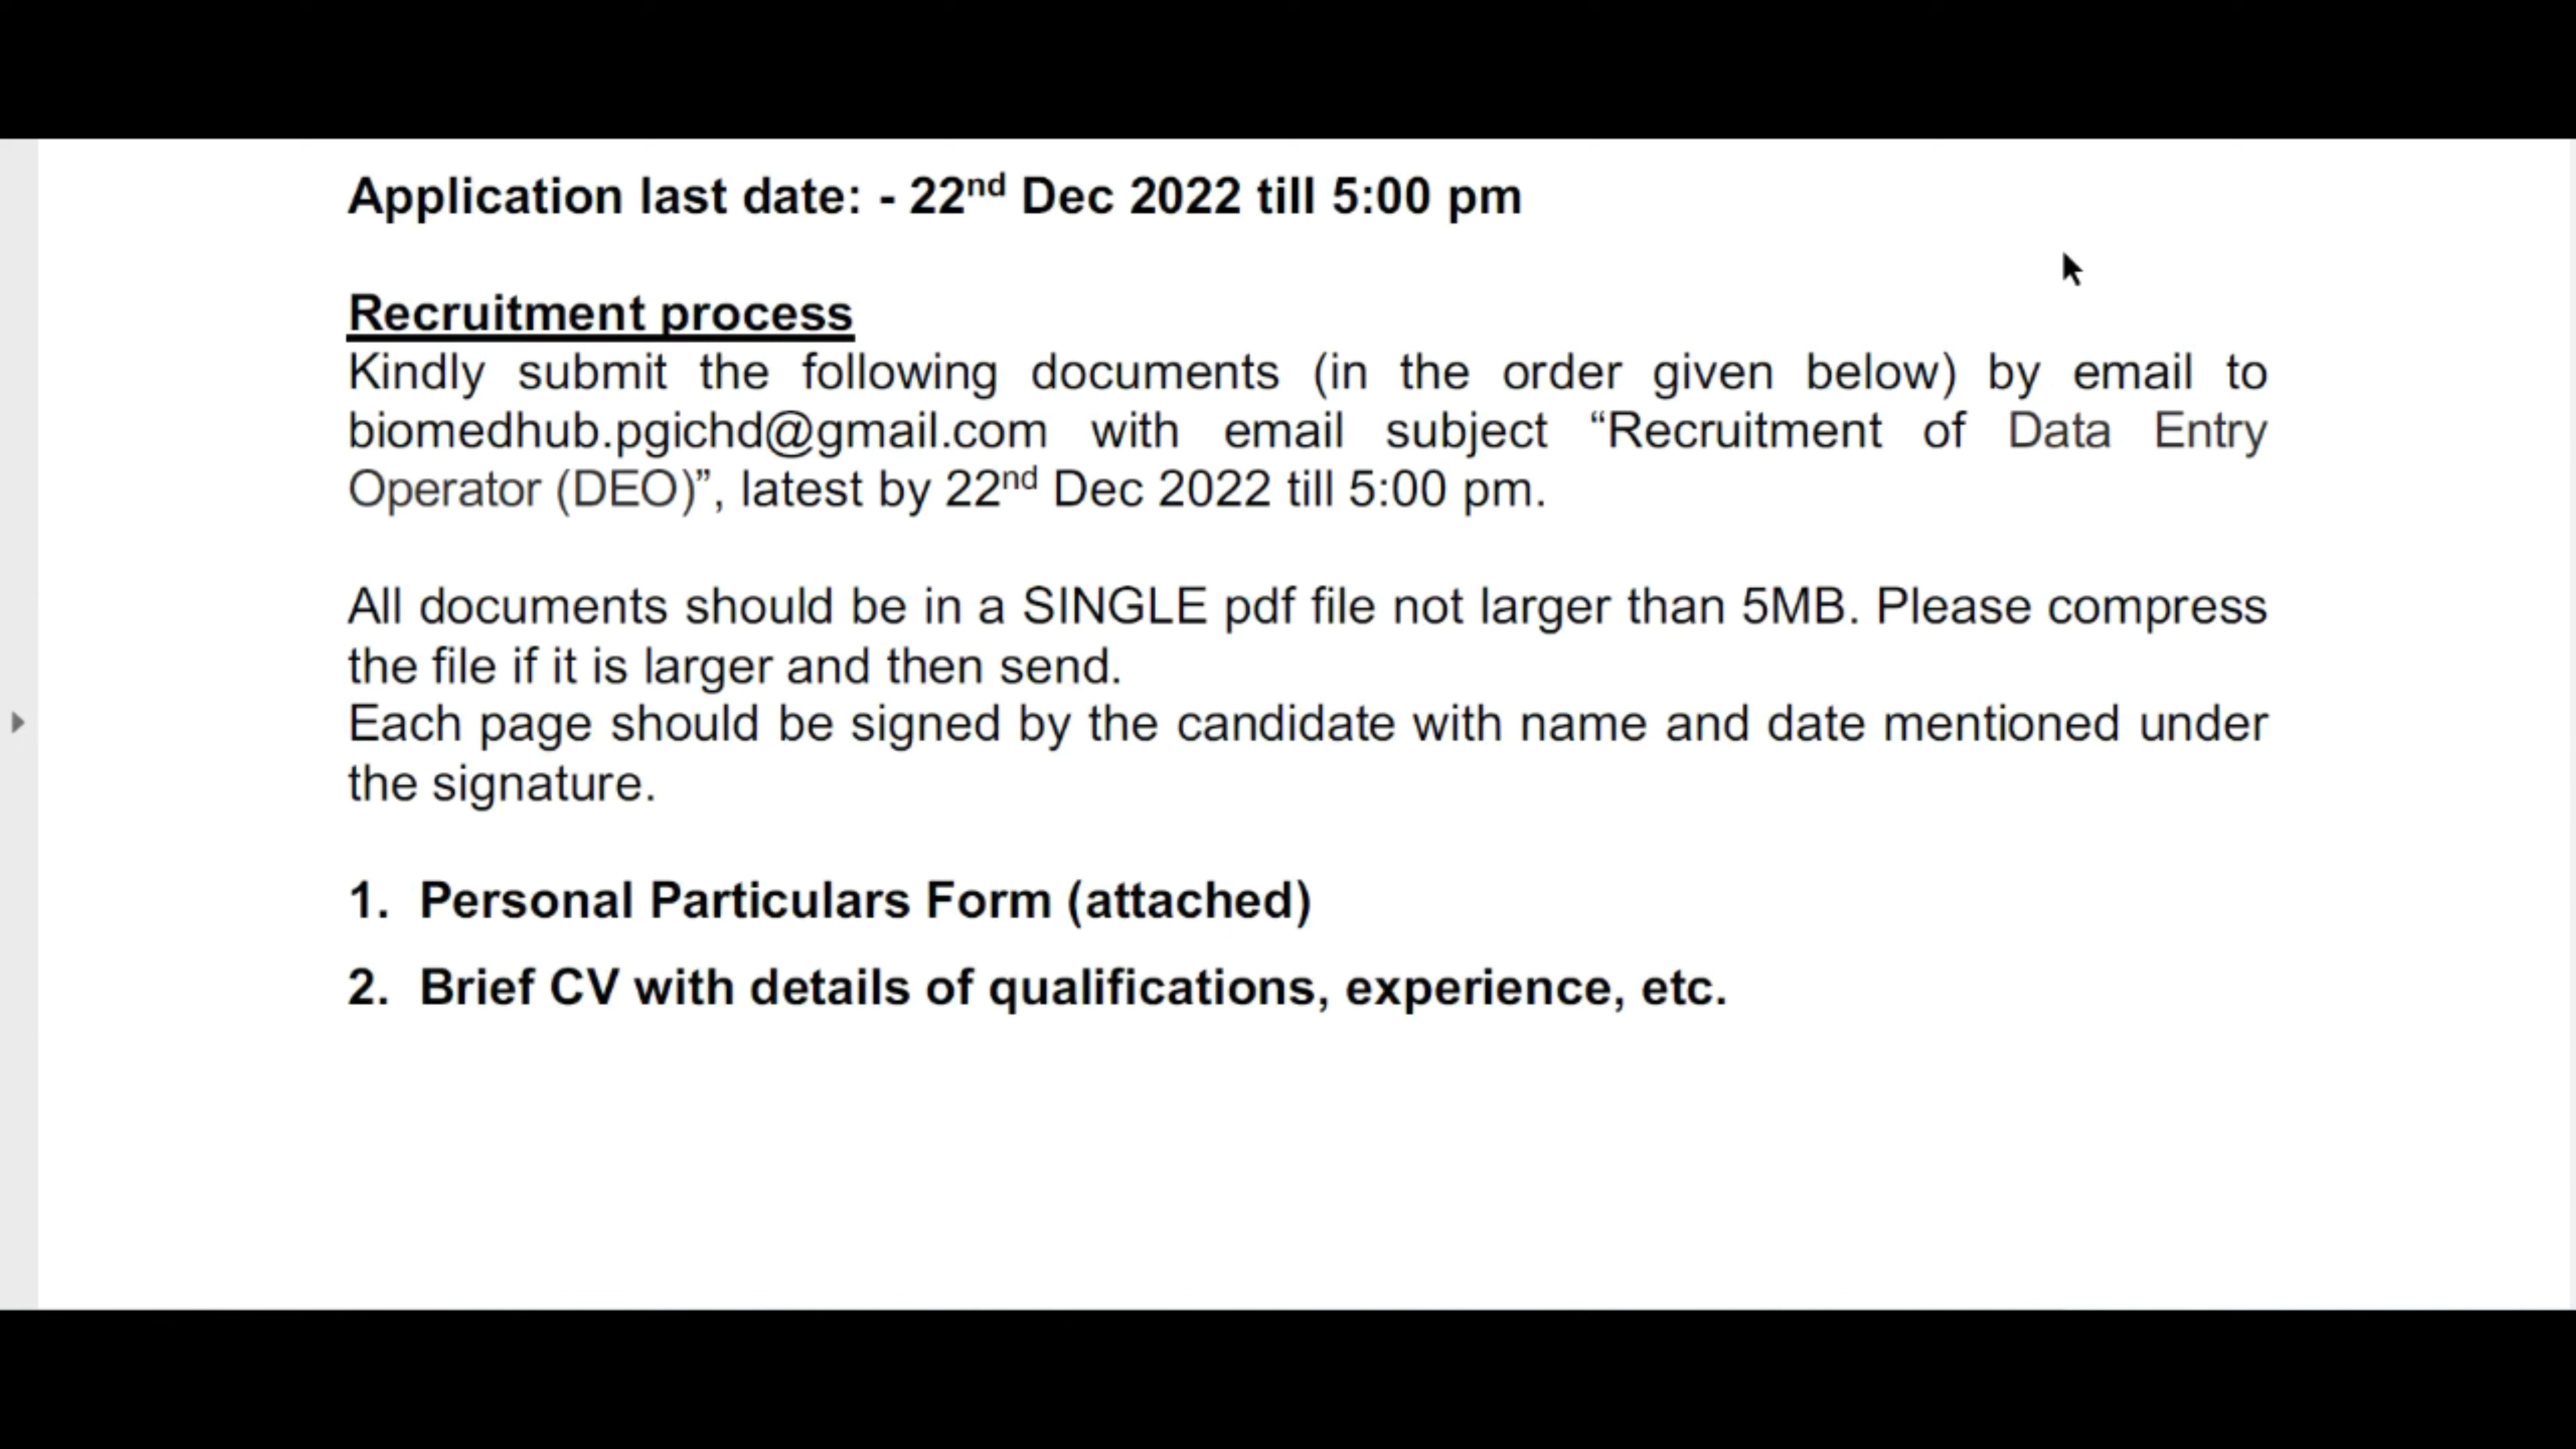 Application last date: - 22nd Dec 2022 till 5:00 pm
Recruitment process
Kindly submit the following documents (in the order given below) by email to
biomedhub.pgichd@gmail.com with email subject “Recruitment of Data Entry
Operator (DEO)”, latest by 22nd Dec 2022 till 5:00 pm.
All documents should be in a SINGLE pdf file not larger than 5MB. Please compress
the file if it is larger and then send.
Each page should be signed by the candidate with name and date mentioned under
the signature.
1. Personal Particulars Form (attached)
2. Brief CV with details of qualifications, experience, etc.